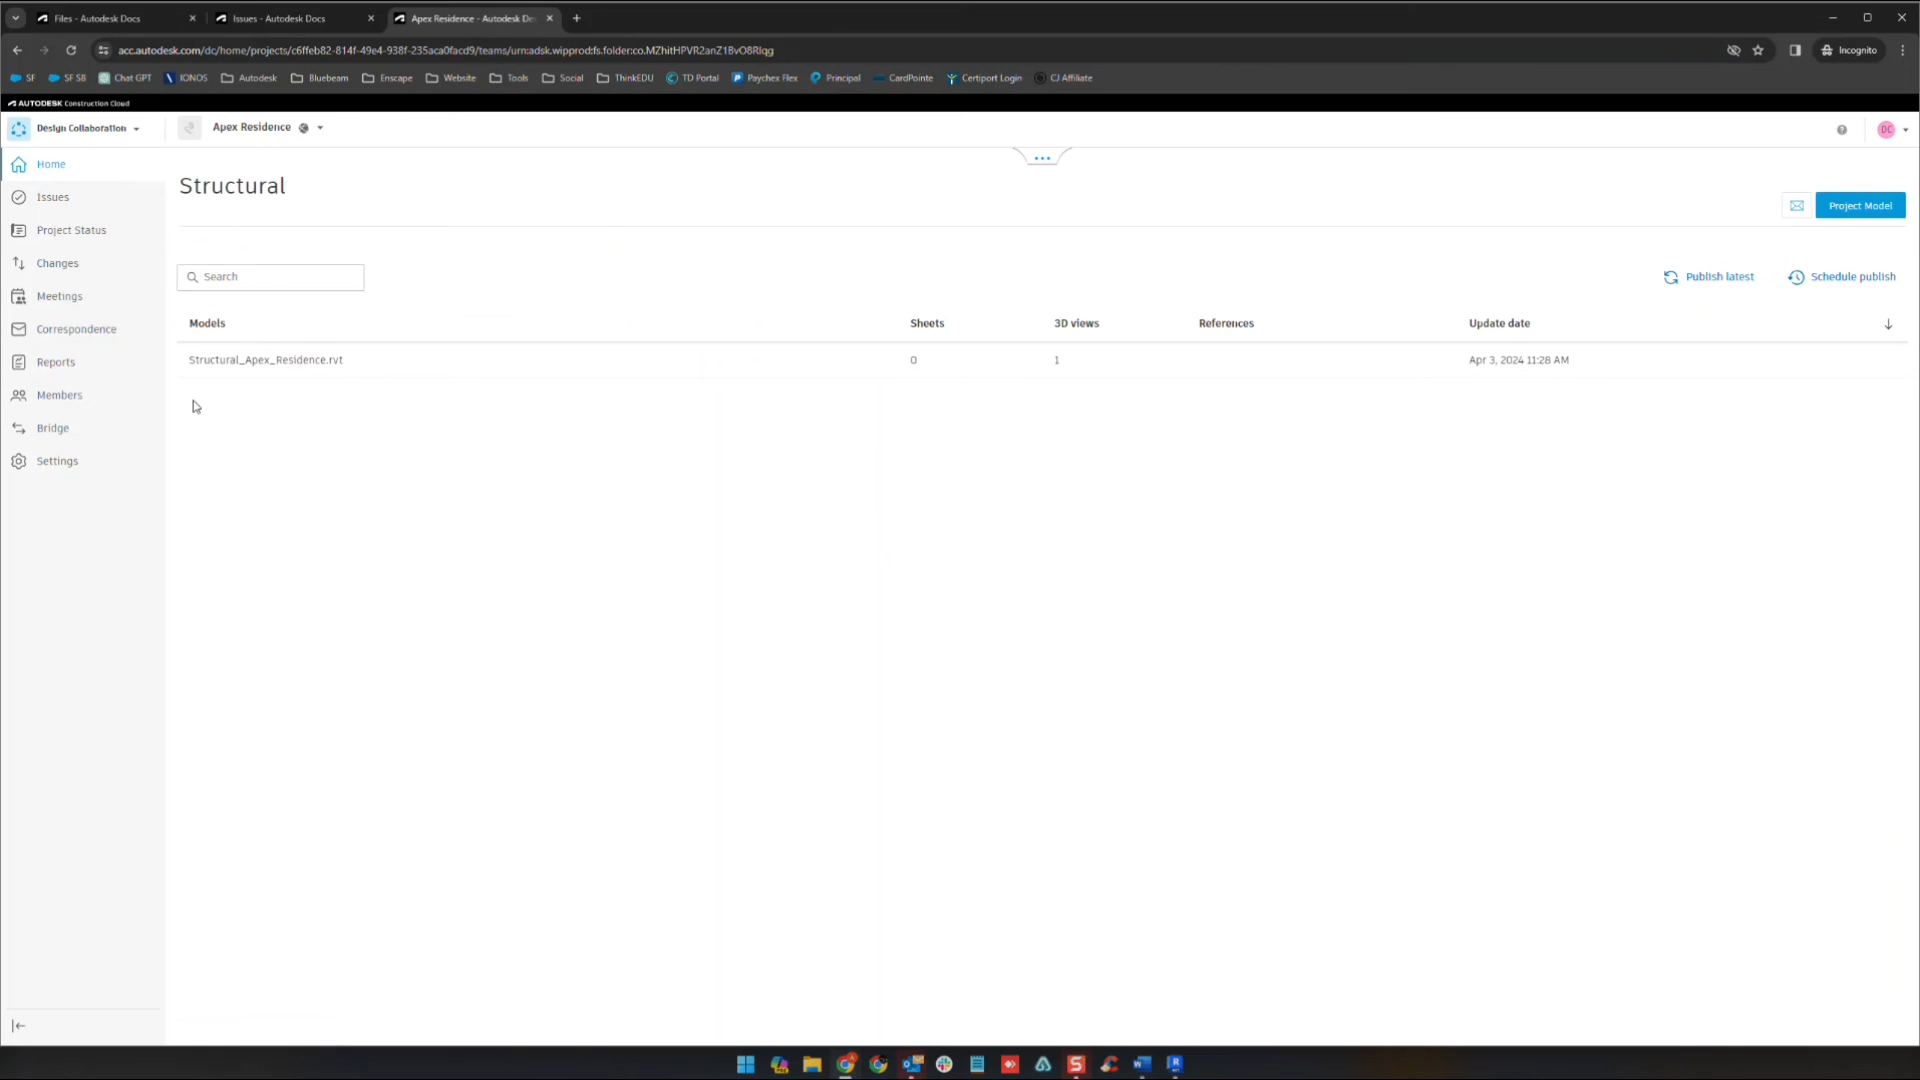 Files - Autodesk Docs
Issues - Autodesk Docs
Apex Residence - Autodesk De
acc.autodesk.com/dc/home/projects/c6ffeb82-814f-49e4-938f-235aca0facd9/teams/urn:adsk.wipprod:fs.folder:co.MZhitHPVR2anZ1BvO8RIqg
Incognito
SF
SF SB
Chat GPT
IONOS
Autodesk
Bluebeam
Enscape
Website
Tools
Social
ThinkEDU
TD Portal
Paychex Flex
Principal
CardPointe
Certiport Login
CJ Affiliate
AUTODESK Construction Cloud
Design Collaboration
Apex Residence
DC
Home
Issues
Project Status
Changes
Meetings
Correspondence
Reports
Members
Bridge
Settings
Structural
Project Model
Search
Publish latest
Schedule publish
Models Sheets 3D views References Update date
Structural_Apex_Residence.rvt 0 1 Apr 3, 2024 11:28 AM